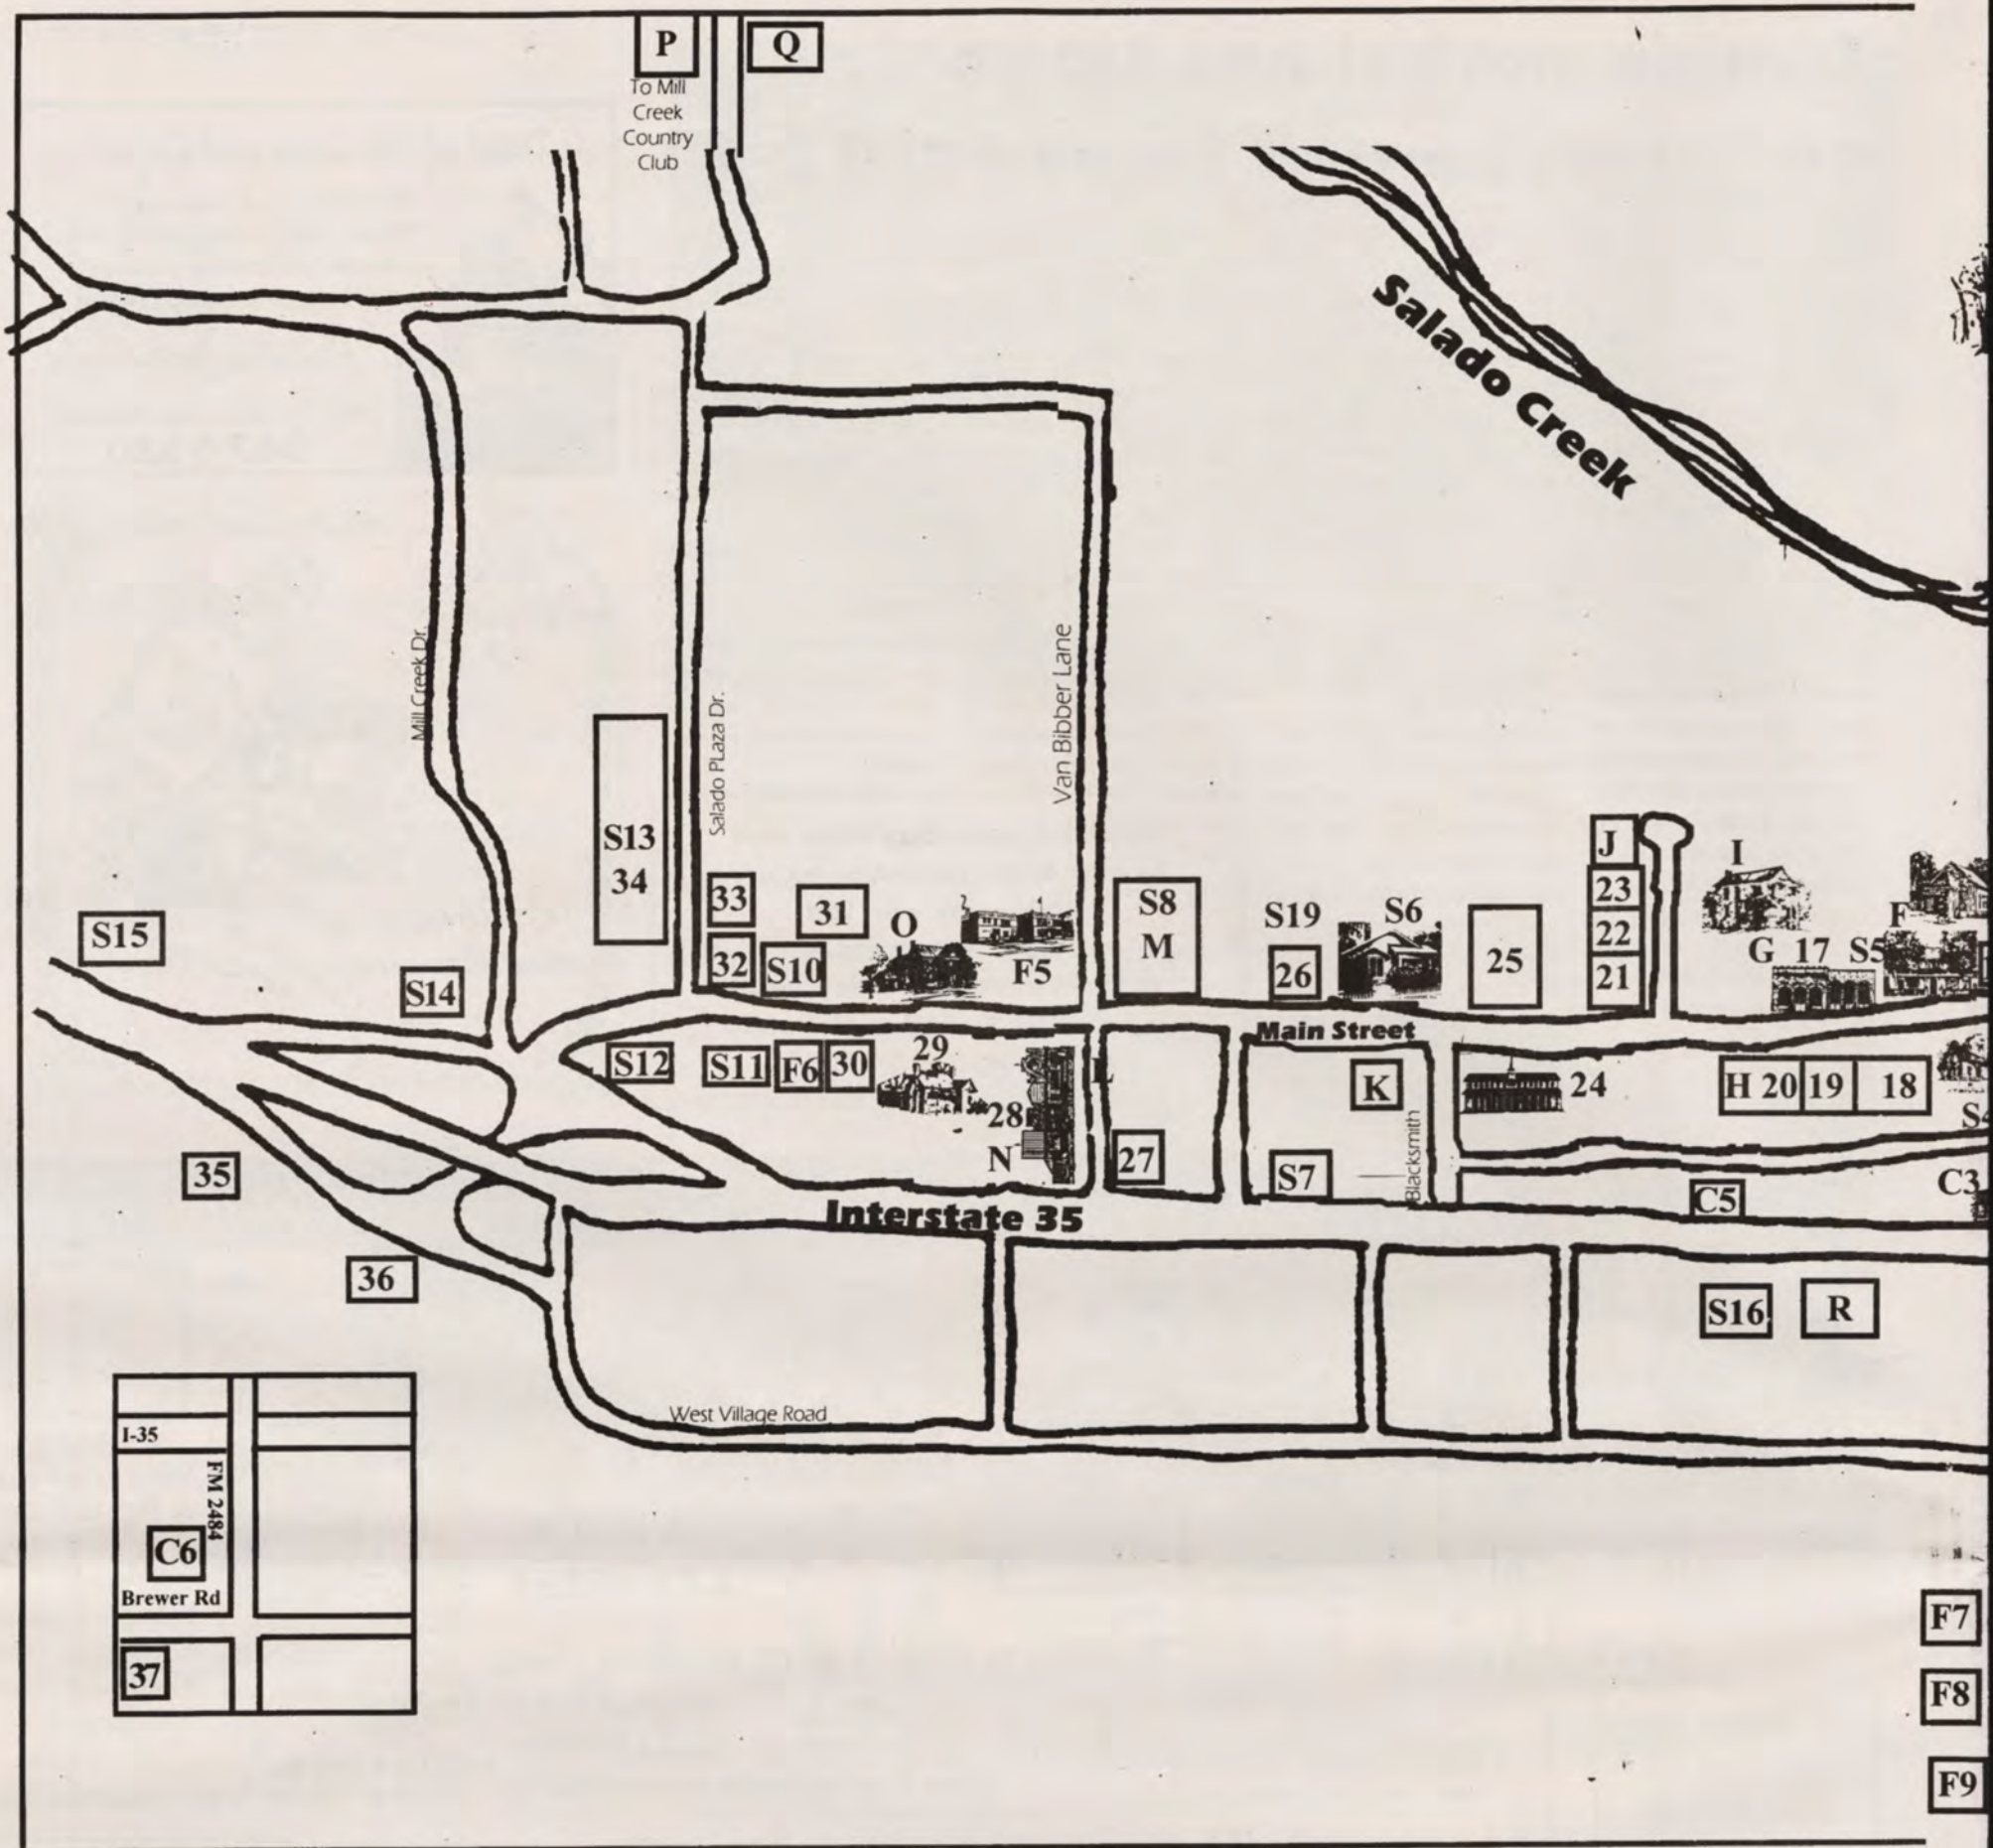 P
Q
To Mill
Creek
Country
Club
Salado Creek
Mill Creek Dr.
Salado PLaza Dr.
Van Bibber Lane
S13
34
33
32
31
S10
O
F5
S8
M
S19
26
S6
25
J
23
22
21
I
F
G 17 S5
S15
S14
Main Street
S12
S11
F6
30
29
28
N
L
27
K
S7
Blacksmith
24
H 20
19
18
S4
C3
C5
35
36
Interstate 35
S16
R
West Village Road
I-35
FM 2484
C6
Brewer Rd
37
F7
F8
F9